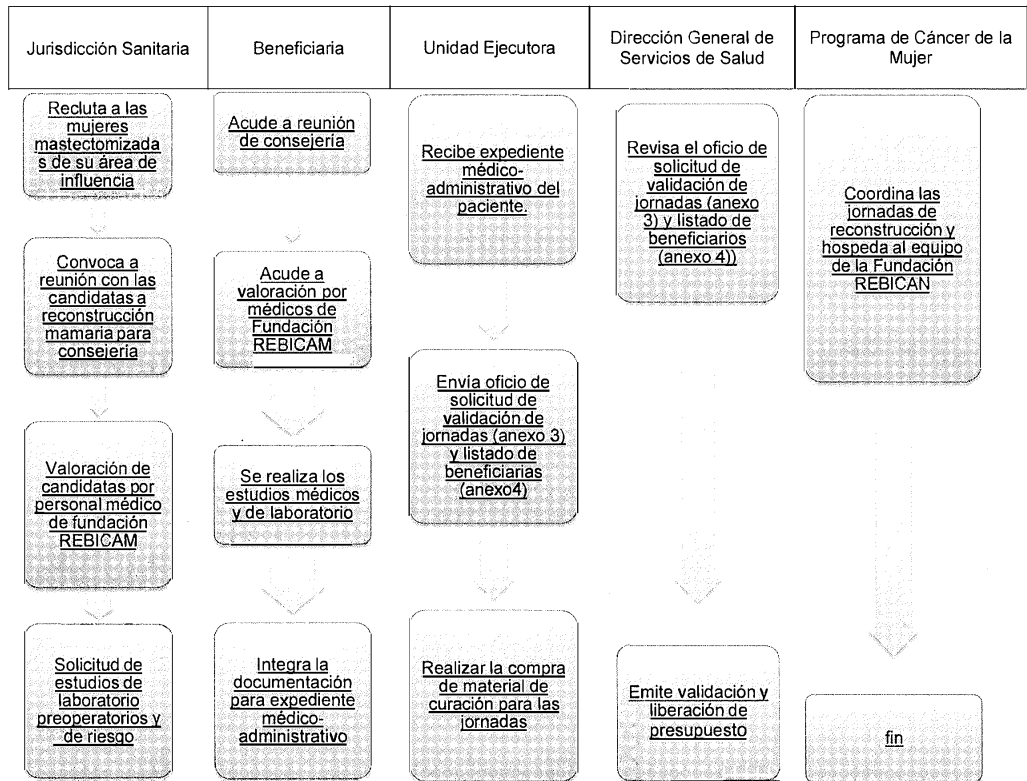 Jurisdicción Sanitaria
Beneficiaria
Unidad Ejecutora
Dirección General de
Servicios de Salud
Programa de Cáncer de la
Mujer
Recluta a las
mujeres
mastectomizada
s de su área de
influencia
Convoca a
reunión con las
candidatas a
reconstrucción
mamaria para
consejería
Valoración de
candidatas por
personal médico
de fundación
REBICAM
Solicitud de
estudios de
laboratorio
preoperatorios y
de riesgo
Acude a reunión
de consejería
Acude a
valoración por
médicos de
Fundación
REBICAM
Se realiza los
estudios médicos
y de laboratorio
Integra la
documentación
para expediente
médico-
administrativo
Recibe expediente
médico-
administrativo del
paciente.
Envía oficio de
solicitud de
validación de
jornadas (anexo 3)
y listado de
beneficiarias
(anexo4)
Realizar la compra
de material de
curación para las
jornadas
Revisa el oficio de
solicitud de
validación de
jornadas (anexo
3) y listado de
beneficiarios
(anexo 4))
Emite validación y
liberación de
presupuesto
Coordina las
jornadas de
reconstrucción y
hospeda al equipo
de la Fundación
REBICAN
fin